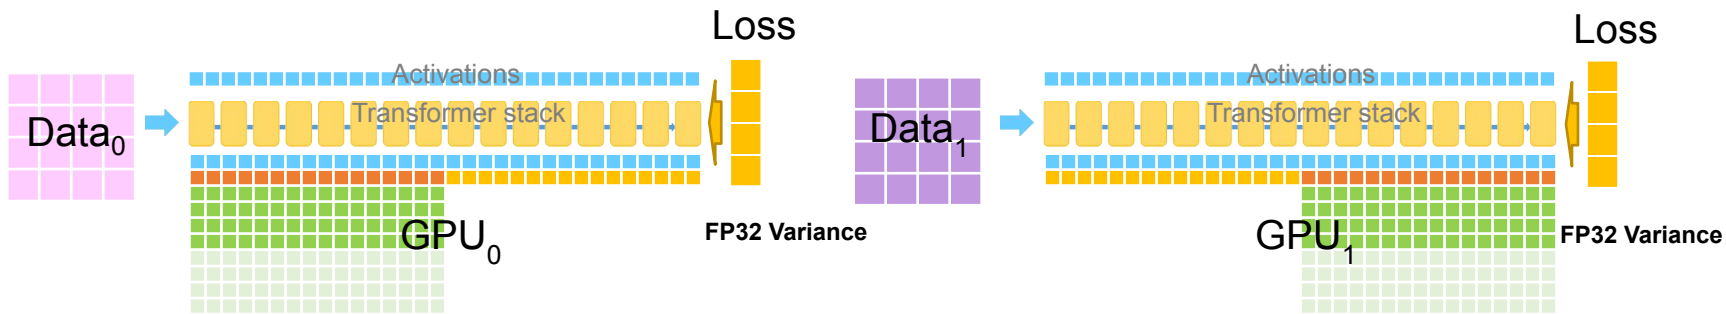 Loss
Activations
Transformer stack
Data0
GPU0
FP32 Variance
Loss
Activations
Transformer stack
Data1
GPU1
FP32 Variance